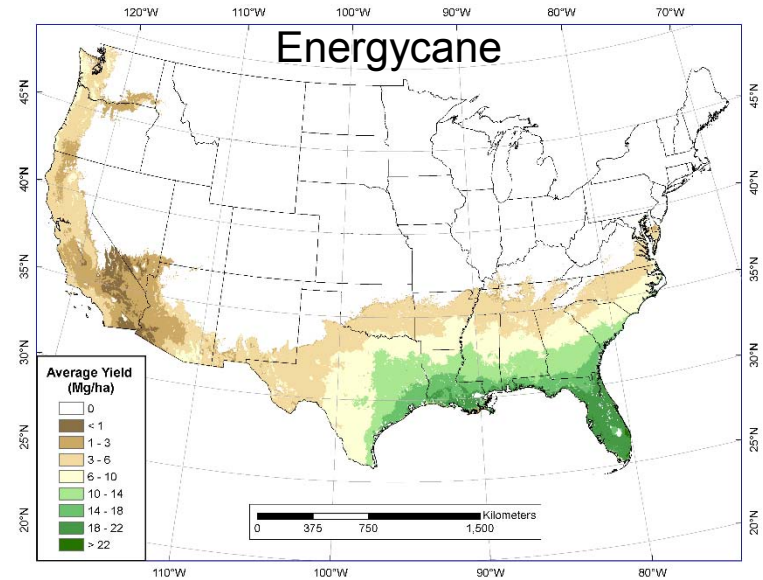 120°W 110°W 100°W 90°W 80°W 70°W
Energycane
45°N
40°N
35°N
30°N
25°N
20°N
45°N
40°N
35°N
30°N
25°N
20°N
Average Yield
(Mg/ha)
0
< 1
1 - 3
3 - 6
6 - 10
10 - 14
14 - 18
18 - 22
> 22
Kilometers
0 375 750 1,500
110°W 100°W 90°W 80°W